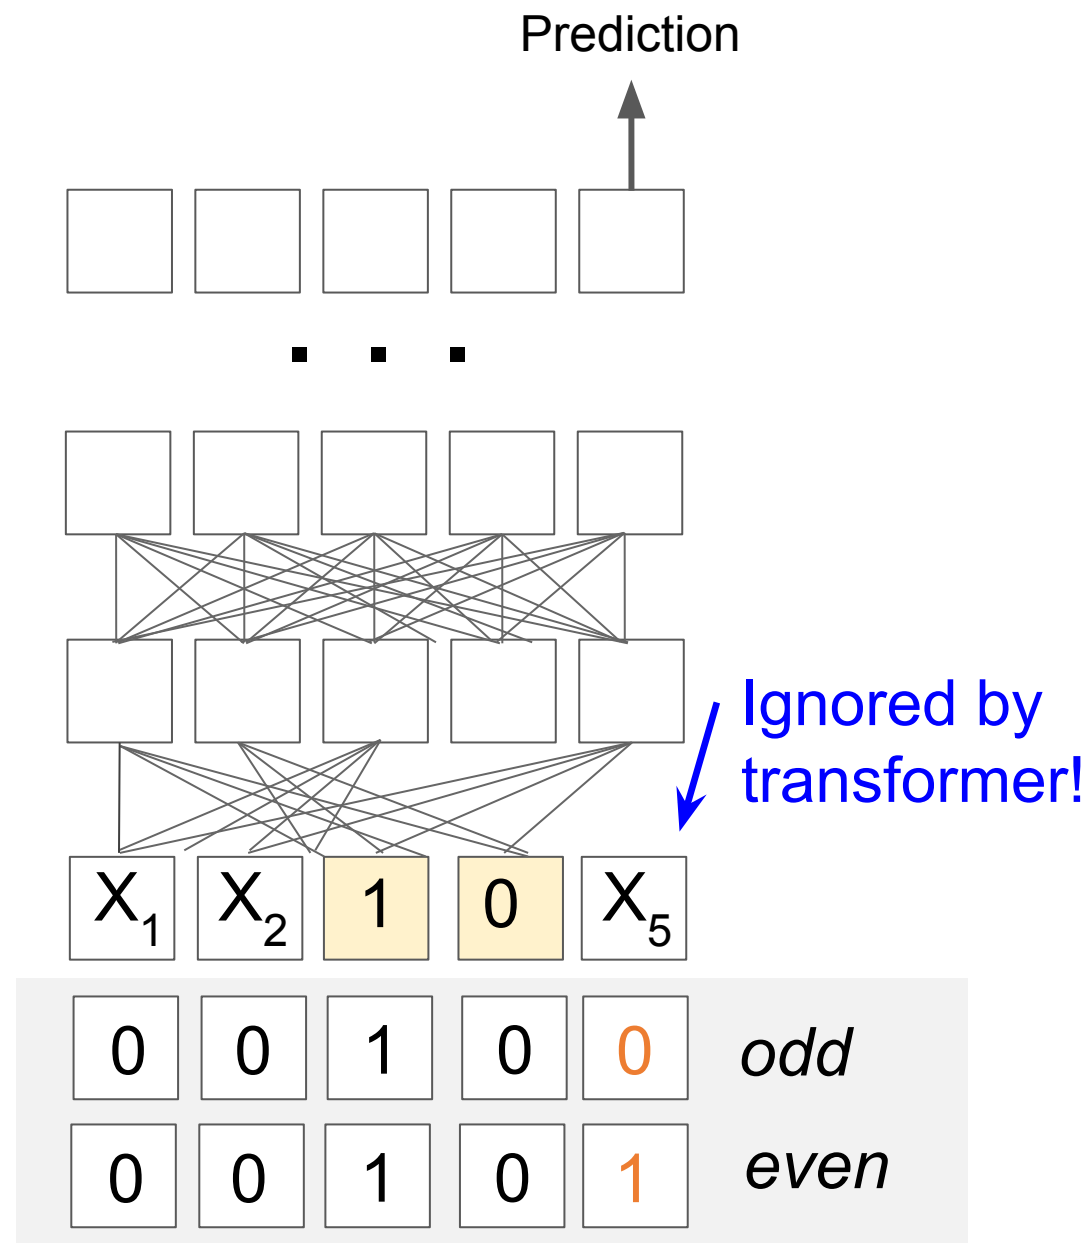 Prediction
. . .
Ignored by
transformer!
X₁ X₂ 1 0 X₅
0 0 1 0 0 odd
0 0 1 0 1 even